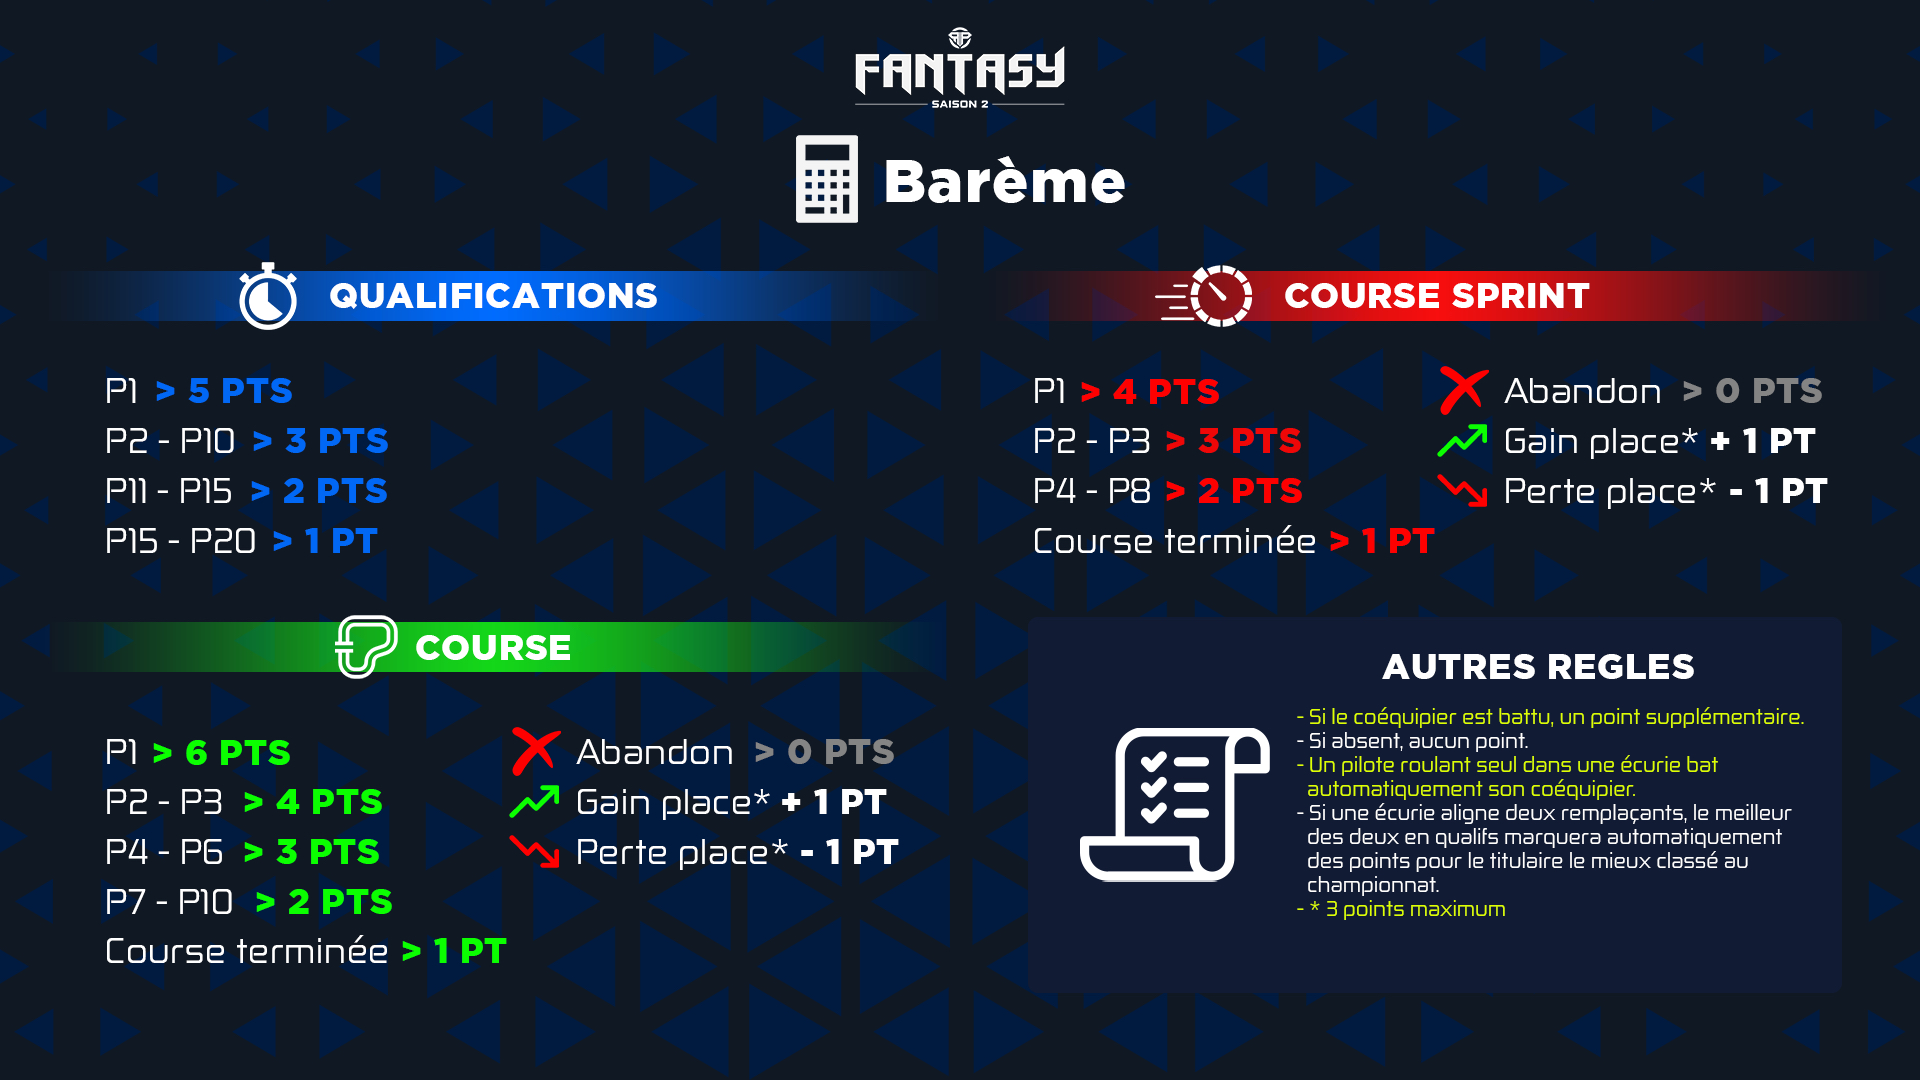 FANTASY
SAISON 2
Barème
QUALIFICATIONS
P1 > 5 PTS
P2 - P10 > 3 PTS
P11 - P15 > 2 PTS
P15 - P20 > 1 PT
COURSE SPRINT
P1 > 4 PTS
P2 - P3 > 3 PTS
P4 - P8 > 2 PTS
Course terminée > 1 PT
Abandon > 0 PTS
Gain place* + 1 PT
Perte place* - 1 PT
COURSE
P1 > 6 PTS
P2 - P3 > 4 PTS
P4 - P6 > 3 PTS
P7 - P10 > 2 PTS
Course terminée > 1 PT
Abandon > 0 PTS
Gain place* + 1 PT
Perte place* - 1 PT
AUTRES REGLES
- Si le coéquipier est battu, un point supplémentaire.
- Si absent, aucun point.
- Un pilote roulant seul dans une écurie bat
automatiquement son coéquipier.
- Si une écurie aligne deux remplaçants, le meilleur
des deux en qualifs marquera automatiquement
des points pour le titulaire le mieux classé au
championnat.
- * 3 points maximum